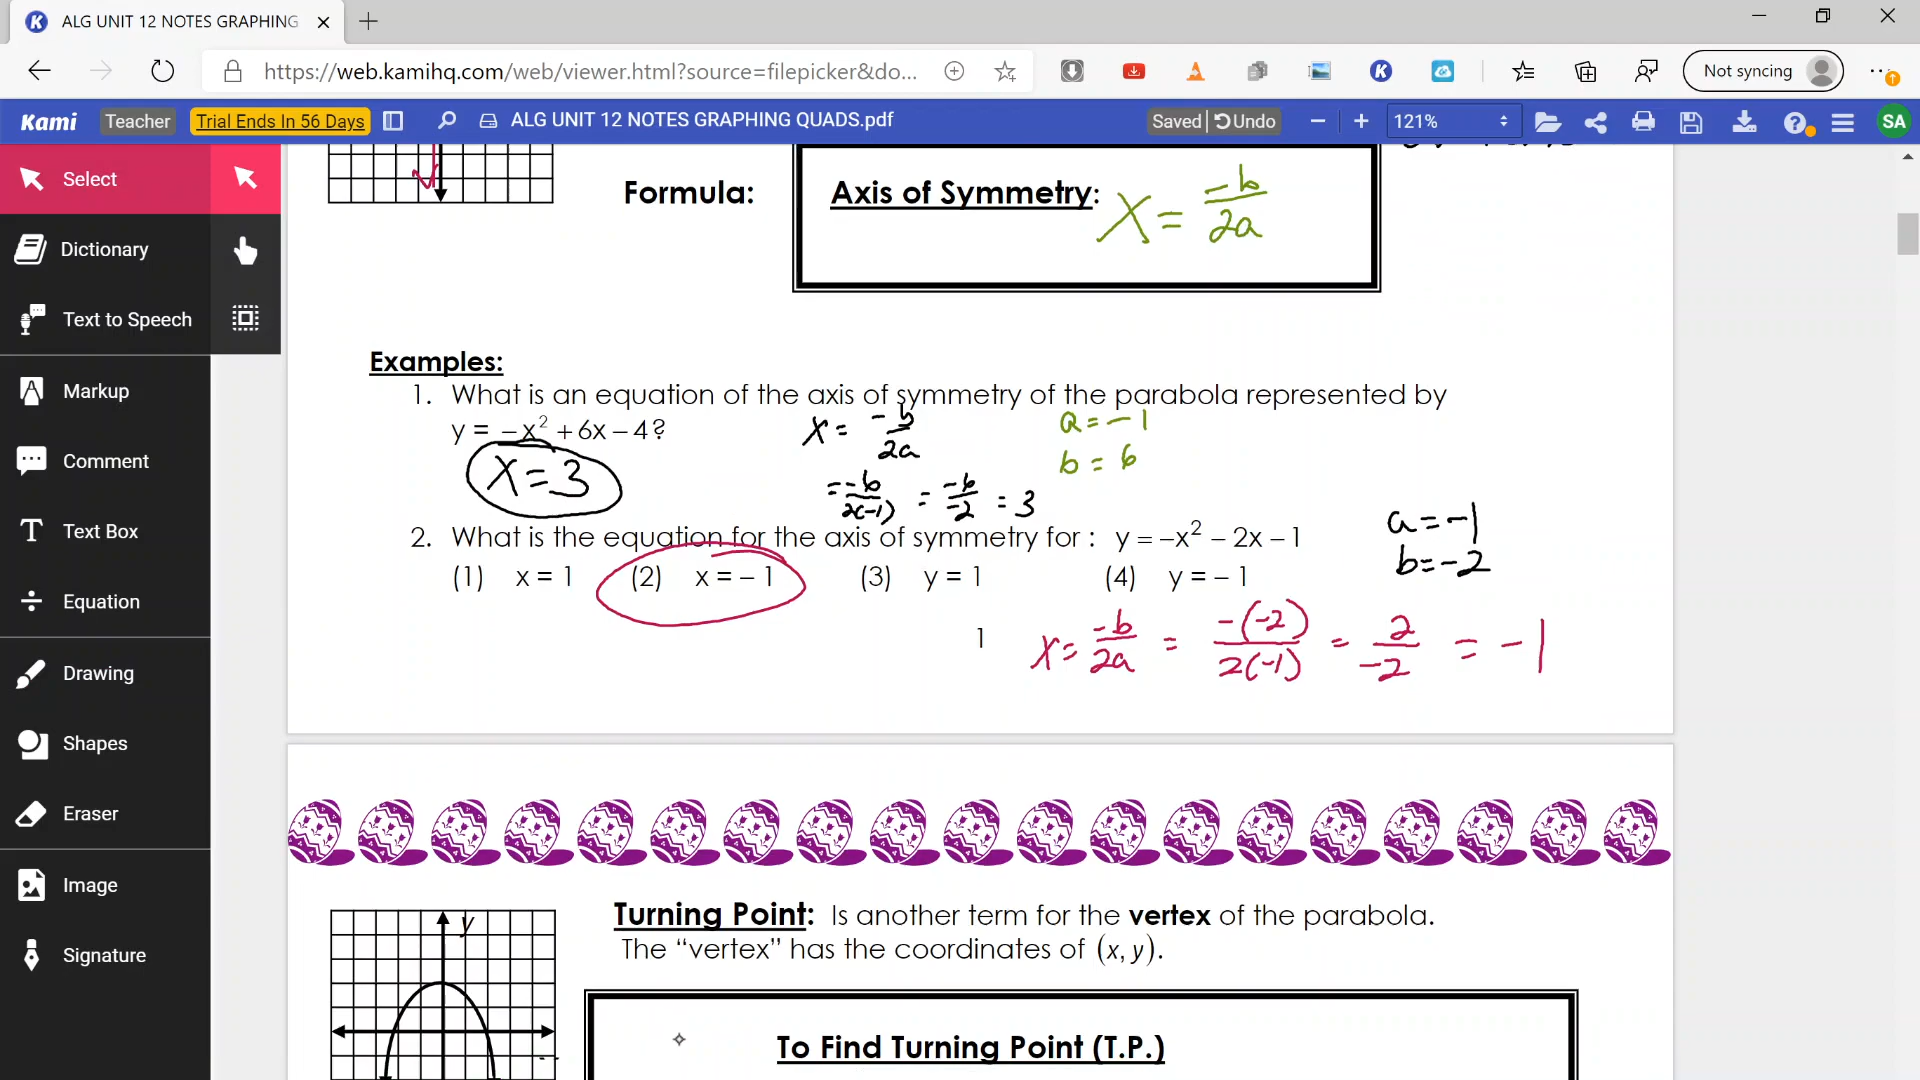 ALG UNIT 12 NOTES GRAPHING
https://web.kamihq.com/web/viewer.html?source=filepicker&do...
Not syncing
Kami Teacher Trial Ends In 56 Days ALG UNIT 12 NOTES GRAPHING QUADS.pdf Saved Undo 121% SA
Select
Dictionary
Text to Speech
Markup
Comment
Text Box
Equation
Drawing
Shapes
Eraser
Image
Signature
Formula: Axis of Symmetry: X = -b/2a
Examples:
1. What is an equation of the axis of symmetry of the parabola represented by
y = –x² + 6x – 4?
x = -b/2a
a = -1
b = 6
X = 3
= -6/2(-1) = -6/-2 = 3
2. What is the equation for the axis of symmetry for : y = –x² – 2x – 1
a = -1
b = -2
(1) x = 1 (2) x = – 1 (3) y = 1 (4) y = – 1
1
x = -b/2a = -(-2)/2(-1) = 2/-2 = -1
Turning Point: Is another term for the vertex of the parabola.
The “vertex” has the coordinates of (x, y).
y
To Find Turning Point (T.P.)